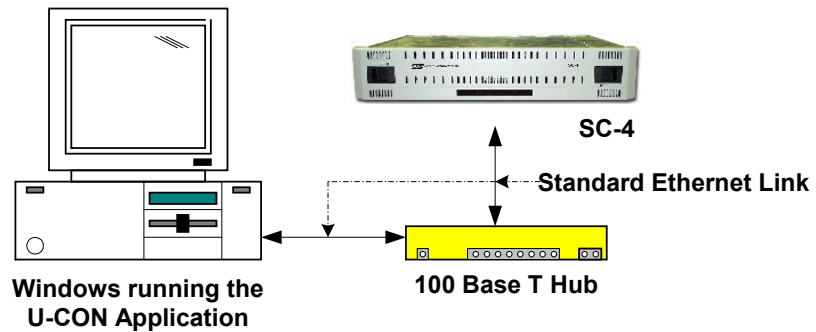 SC-4
Standard Ethernet Link
100 Base T Hub
Windows running the
U-CON Application